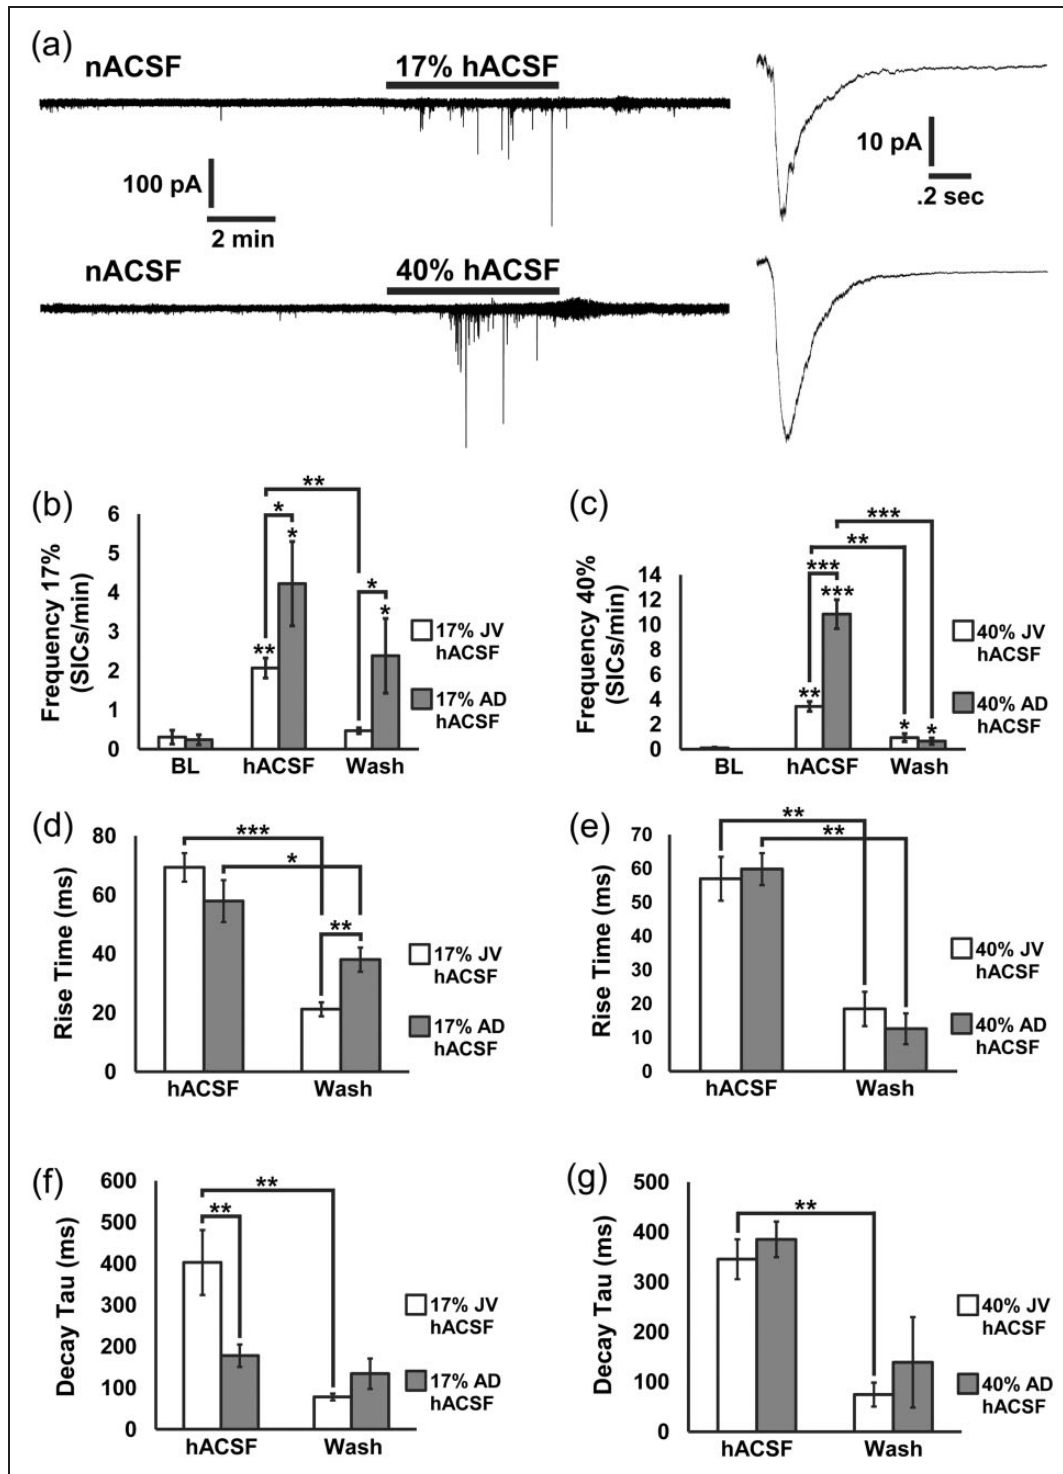 (a)
nACSF
17% hACSF
100 pA
2 min
10 pA
.2 sec
nACSF
40% hACSF
(b)
Frequency 17%
(SICs/min)
6
5
4
3
2
1
0
**
*
*
**
*
*
BL
hACSF
Wash
17% JV
hACSF
17% AD
hACSF
(c)
Frequency 40%
(SICs/min)
14
12
10
8
6
4
2
0
***
**
***
***
**
*
*
BL
hACSF
Wash
40% JV
hACSF
40% AD
hACSF
(d)
Rise Time (ms)
80
60
40
20
0
***
*
**
hACSF
Wash
17% JV
hACSF
17% AD
hACSF
(e)
Rise Time (ms)
70
60
50
40
30
20
10
0
**
**
hACSF
Wash
40% JV
hACSF
40% AD
hACSF
(f)
Decay Tau (ms)
600
500
400
300
200
100
0
**
**
hACSF
Wash
17% JV
hACSF
17% AD
hACSF
(g)
Decay Tau (ms)
500
400
300
200
100
0
**
hACSF
Wash
40% JV
hACSF
40% AD
hACSF